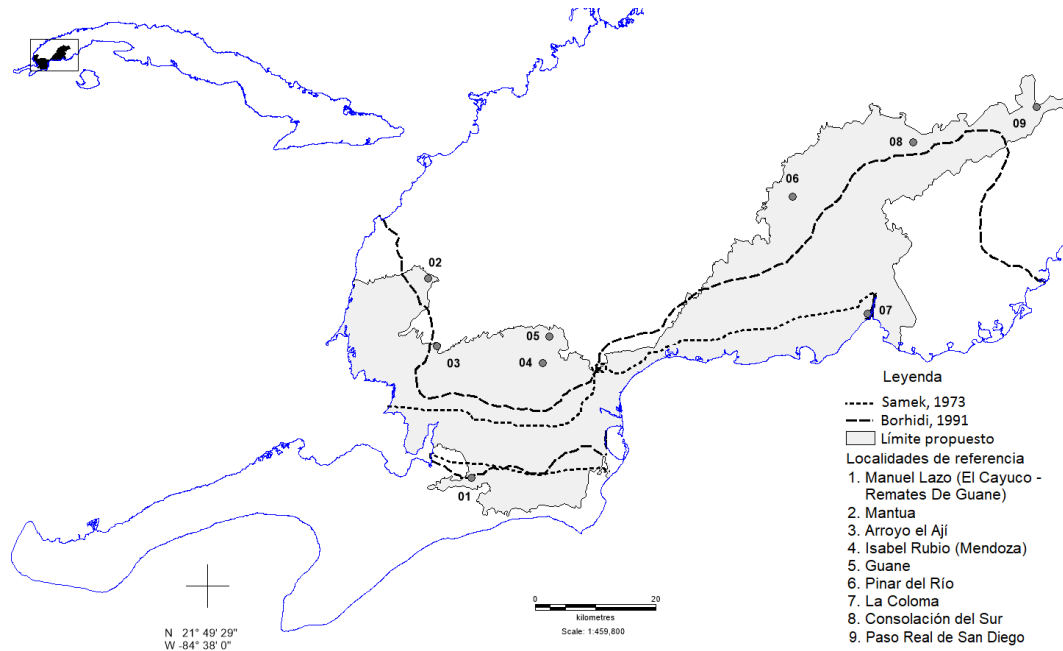 09
08
06
02
07
05
03
04
01
Leyenda
Samek, 1973
Borhidi, 1991
Límite propuesto
Localidades de referencia
1. Manuel Lazo (El Cayuco -
Remates De Guane)
2. Mantua
3. Arroyo el Ají
4. Isabel Rubio (Mendoza)
5. Guane
6. Pinar del Río
7. La Coloma
8. Consolación del Sur
9. Paso Real de San Diego
0 20
kilometres
Scale: 1:459,800
N 21° 49' 29"
W -84° 38' 0"